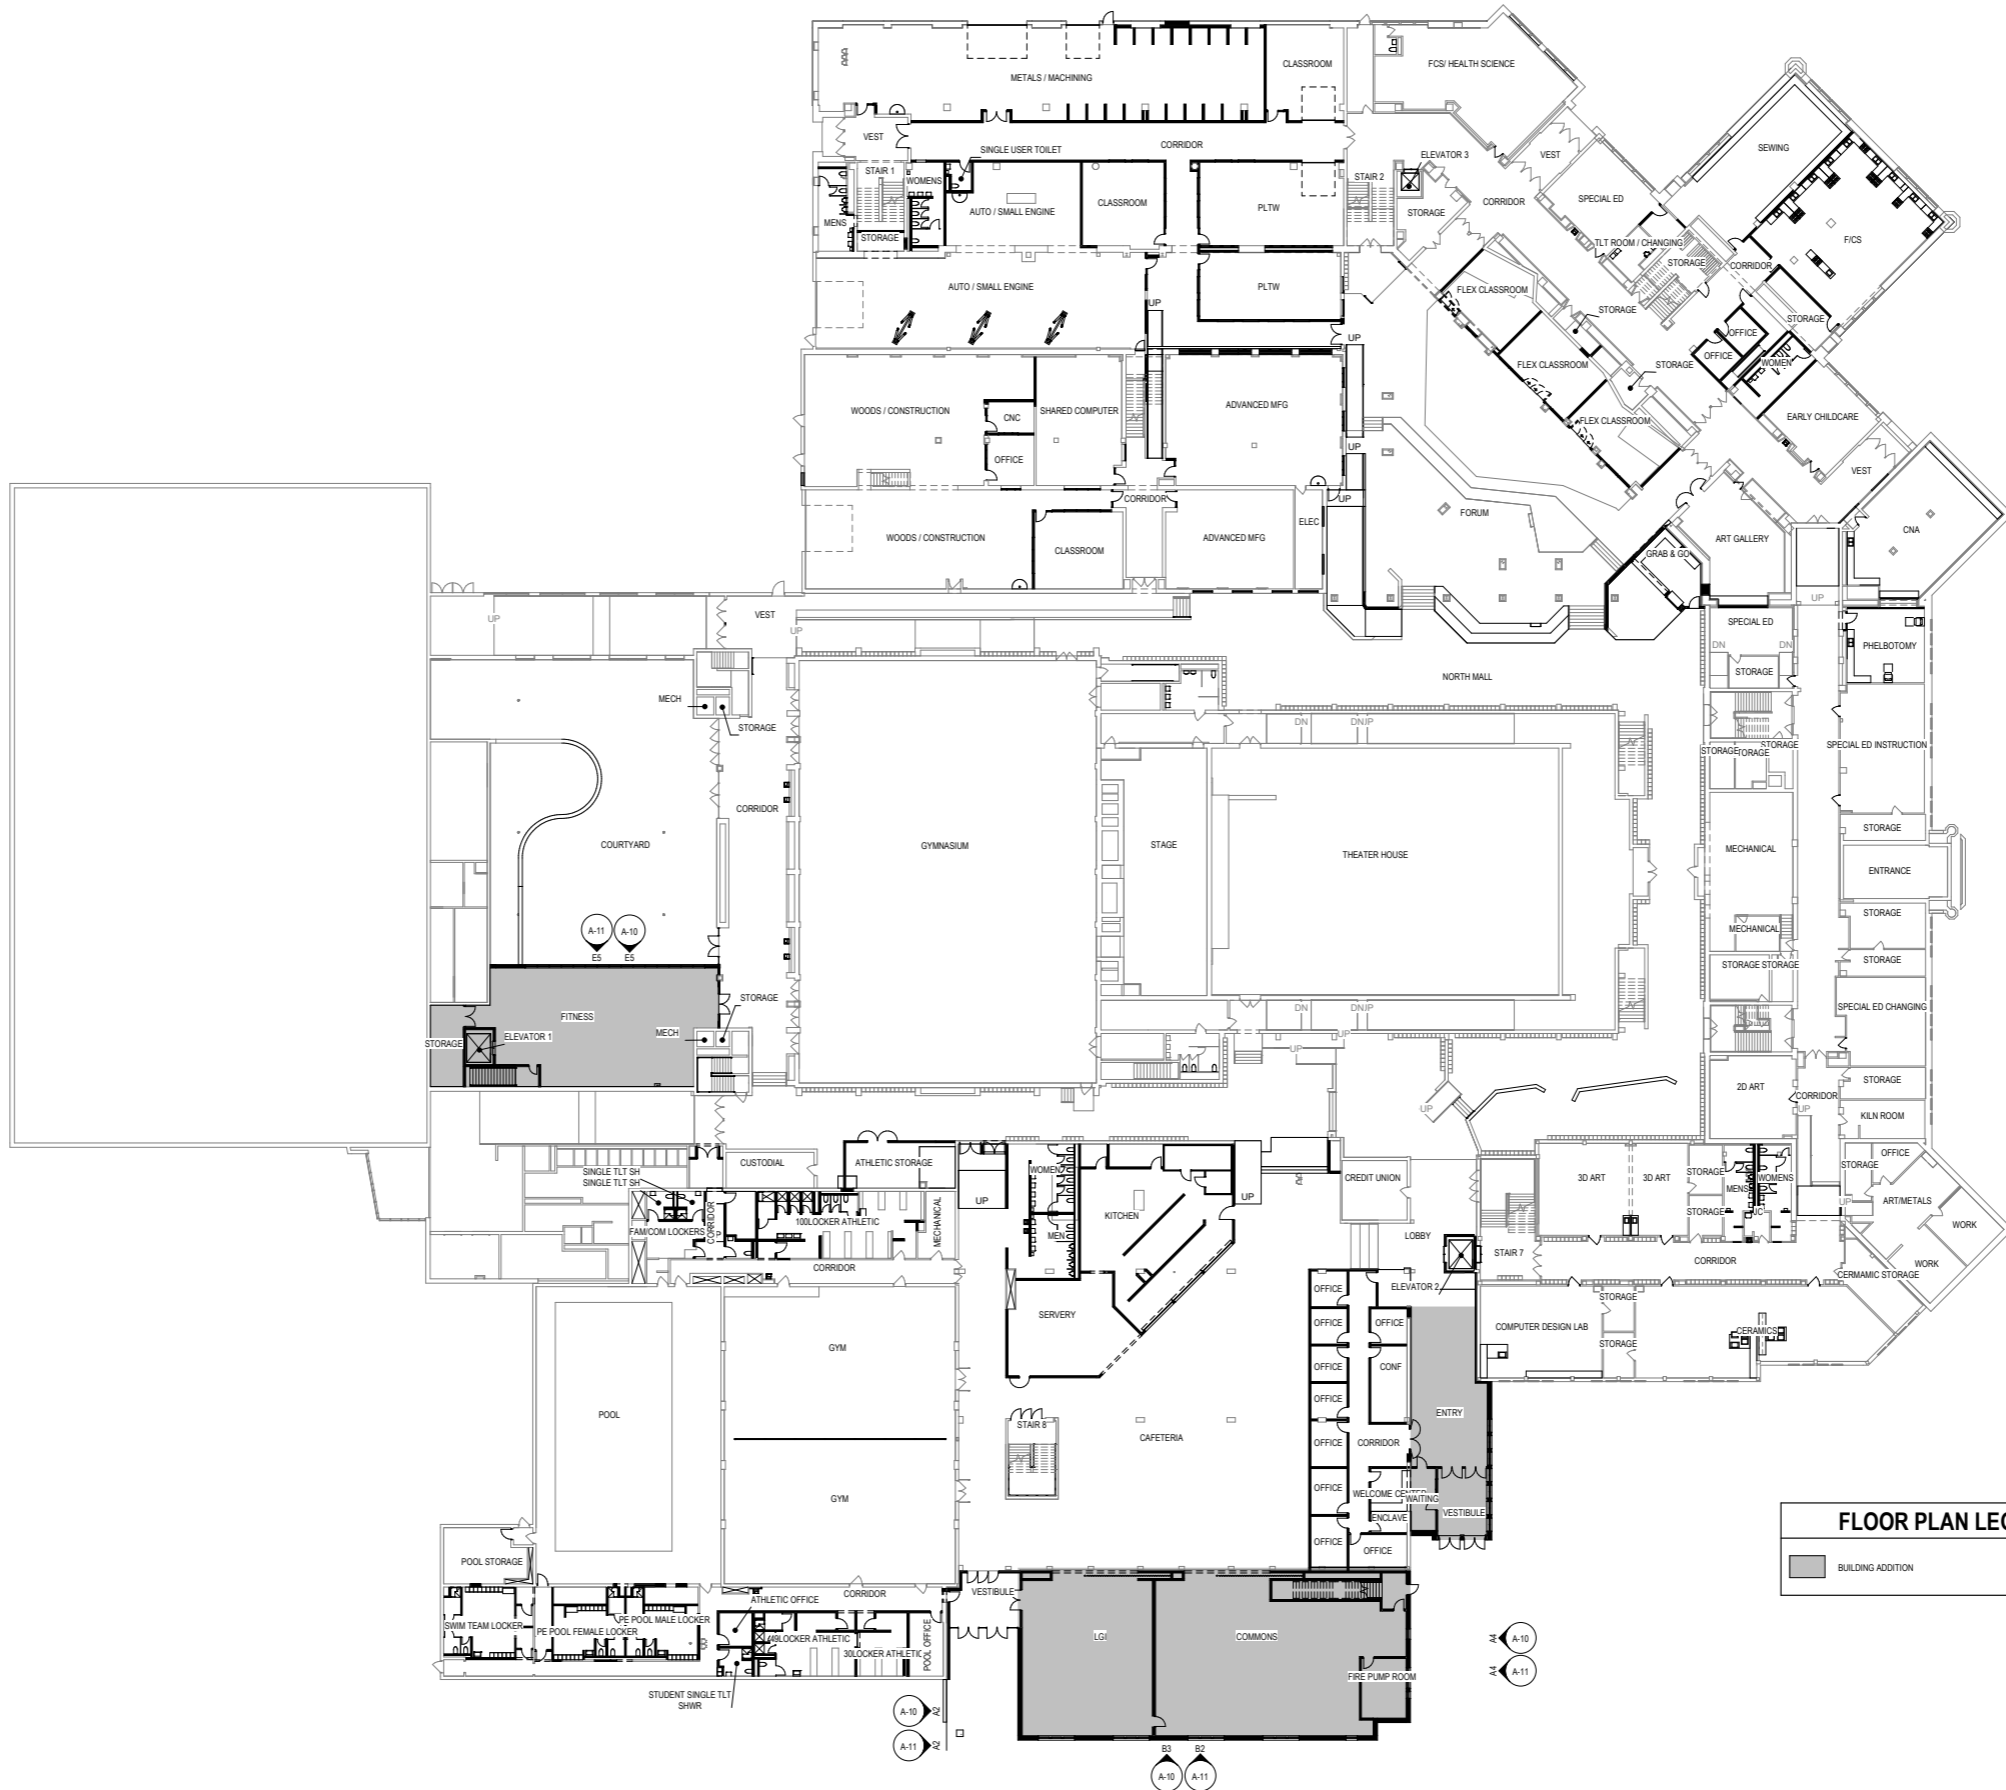 METALS / MACHINING
CLASSROOM
FCS/ HEALTH SCIENCE
VEST
CORRIDOR
SINGLE USER TOILET
ELEVATOR 3
VEST
SEWING
STAIR 1
WOMENS
STAIR 2
MENS
AUTO / SMALL ENGINE
CLASSROOM
PLTW
STORAGE
CORRIDOR
SPECIAL ED
STORAGE
TLT ROOM / CHANGING
STORAGE
CORRIDOR
F/CS
AUTO / SMALL ENGINE
PLTW
FLEX CLASSROOM
UP
STORAGE
STORAGE
OFFICE
UP
OFFICE
FLEX CLASSROOM
STORAGE
WOMEN
WOODS / CONSTRUCTION
CNC
SHARED COMPUTER
ADVANCED MFG
FLEX CLASSROOM
EARLY CHILDCARE
UP
OFFICE
VEST
CORRIDOR
UP
FORUM
ELEC
CNA
WOODS / CONSTRUCTION
CLASSROOM
ADVANCED MFG
ART GALLERY
GRAB & GO
UP
UP
VEST
UP
SPECIAL ED
DN
DN
PHELBOTOMY
STORAGE
NORTH MALL
MECH
STORAGE
DN
DN
UP
STORAGE
STORAGE
STORAGE
SPECIAL ED INSTRUCTION
CORRIDOR
STORAGE
COURTYARD
GYMNASIUM
STAGE
THEATER HOUSE
MECHANICAL
ENTRANCE
STORAGE
A-11
A-10
MECHANICAL
E5
E5
STORAGE
STORAGE
STORAGE
STORAGE
FITNESS
MECH
DN
DN
UP
SPECIAL ED CHANGING
STORAGE
ELEVATOR 1
UP
UP
2D ART
STORAGE
CORRIDOR
UP
UP
KILN ROOM
CUSTODIAL
ATHLETIC STORAGE
WOMEN
OFFICE
SINGLE TLT SH
SINGLE TLT SH
STORAGE
STORAGE
UP
UP
UP
CREDIT UNION
3D ART
3D ART
MENS
WOMENS
UP
ART/METALS
KITCHEN
STORAGE
JC
FAM/COM LOCKERS
CORRIDOR
100LOCKER ATHLETIC
MECHANICAL
MEN
LOBBY
STAIR 7
WORK
CORRIDOR
CORRIDOR
WORK
CERMAMIC STORAGE
ELEVATOR 2
OFFICE
STORAGE
SERVERY
OFFICE
OFFICE
COMPUTER DESIGN LAB
CERAMICS
STORAGE
GYM
OFFICE
CONF
OFFICE
POOL
ENTRY
STAIR 8
CAFETERIA
OFFICE
CORRIDOR
OFFICE
WELCOME CENTER
WAITING
GYM
ENCLAVE
VESTIBULE
OFFICE
OFFICE
FLOOR PLAN LEG
BUILDING ADDITION
POOL STORAGE
ATHLETIC OFFICE
CORRIDOR
VESTIBULE
SWIM TEAM LOCKER
PE POOL MALE LOCKER
PE POOL FEMALE LOCKER
49LOCKER ATHLETIC
30LOCKER ATHLETIC
POOL OFFICE
LGI
COMMONS
A4
A-10
A4
A-11
FIRE PUMP ROOM
STUDENT SINGLE TLT
SHWR
A-10
A2
A-11
A2
B3
B2
A-10
A-11